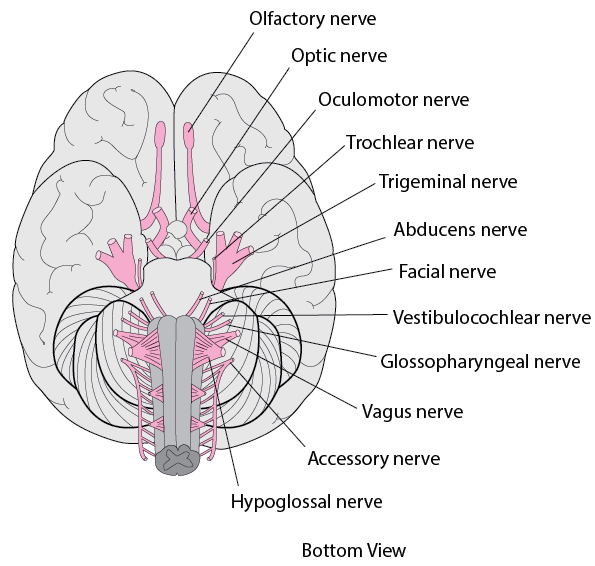 Olfactory nerve
Optic nerve
Oculomotor nerve
Trochlear nerve
Trigeminal nerve
Abducens nerve
Facial nerve
Vestibulocochlear nerve
Glossopharyngeal nerve
Vagus nerve
Accessory nerve
Hypoglossal nerve
Bottom View